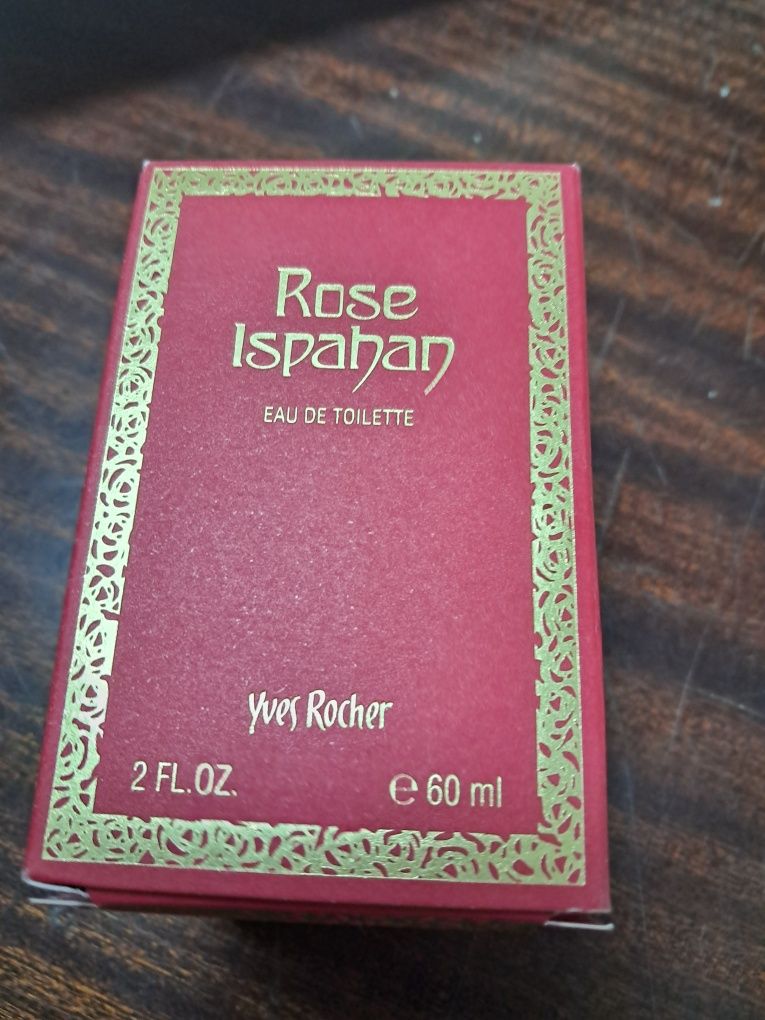 Rose
Ispahan
EAU DE TOILETTE
Yves Rocher
2 FL.OZ.
℮ 60 ml